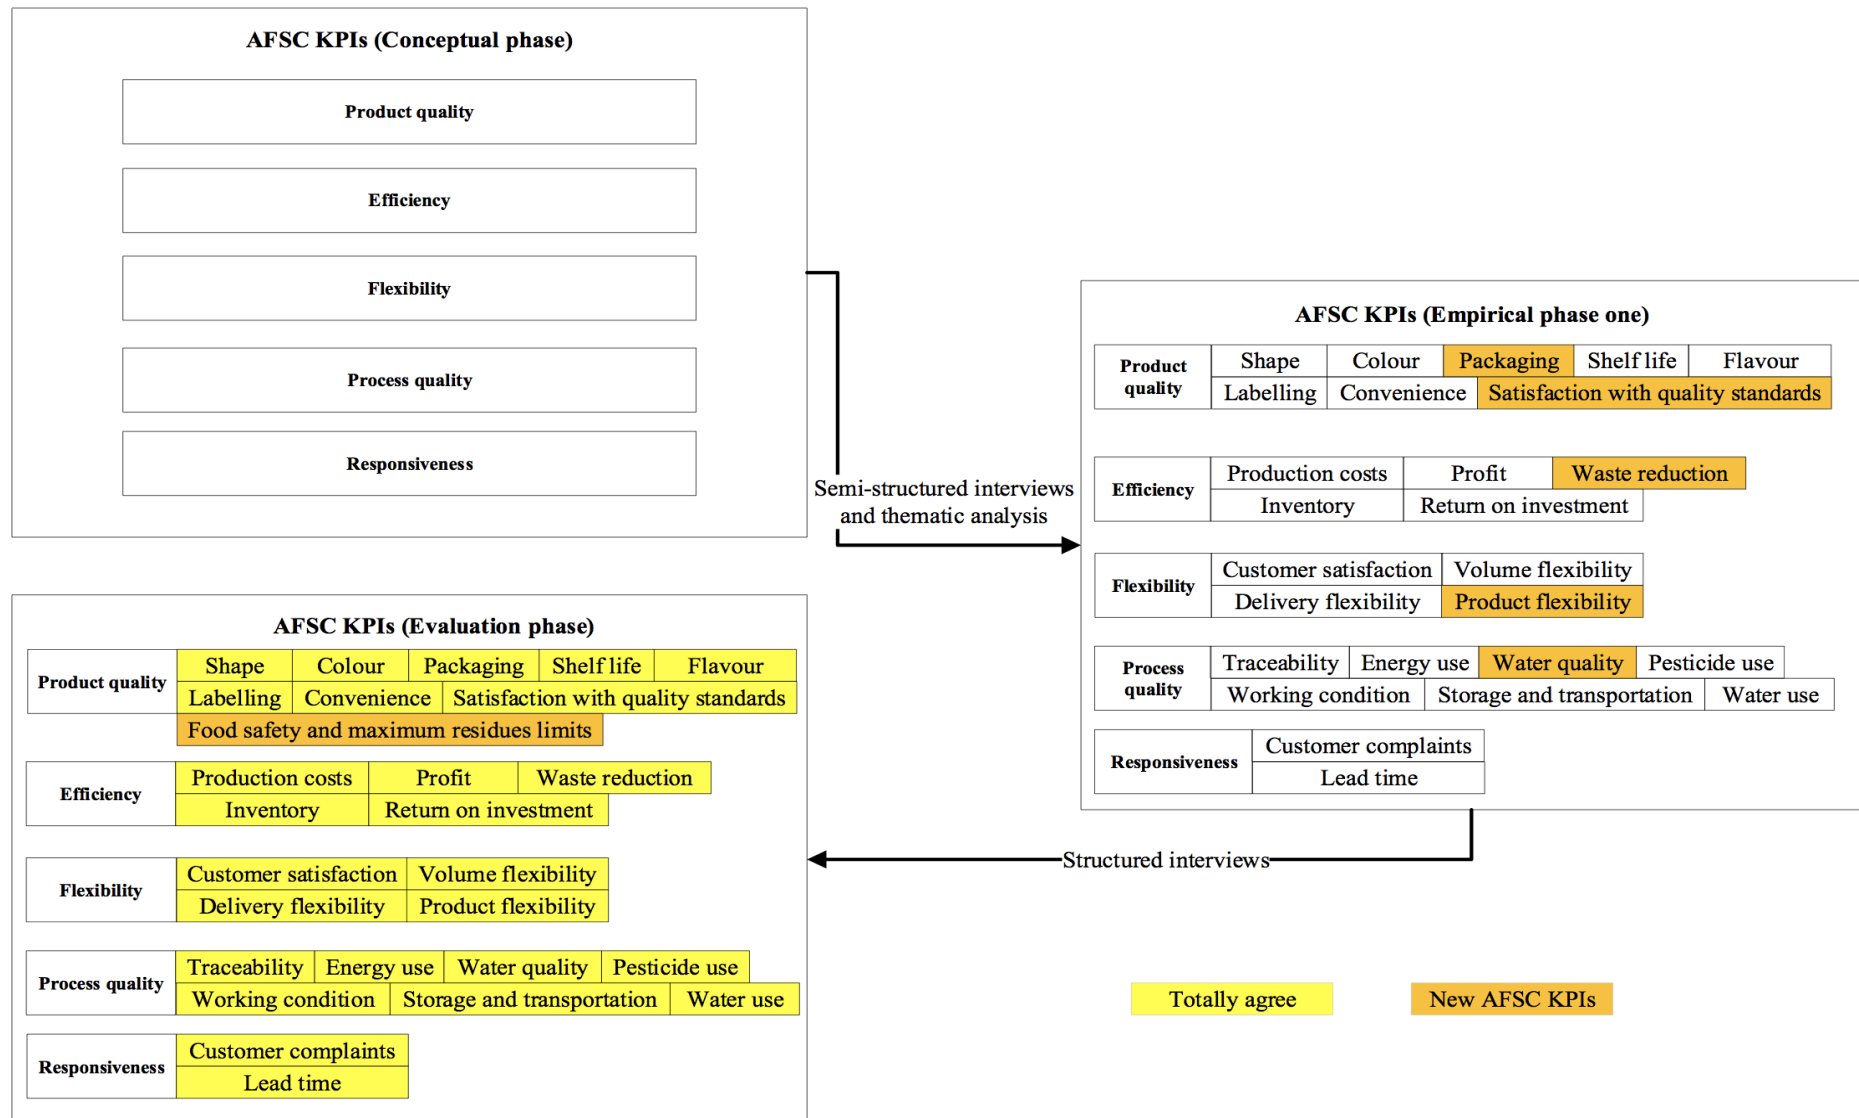 AFSC KPIs (Conceptual phase)
Product quality
Efficiency
Flexibility
Process quality
Responsiveness
Semi-structured interviews
and thematic analysis
AFSC KPIs (Empirical phase one)
Product
quality
Shape
Colour
Packaging
Shelf life
Flavour
Labelling
Convenience
Satisfaction with quality standards
Efficiency
Production costs
Profit
Waste reduction
Inventory
Return on investment
Flexibility
Customer satisfaction
Volume flexibility
Delivery flexibility
Product flexibility
Process
quality
Traceability
Energy use
Water quality
Pesticide use
Working condition
Storage and transportation
Water use
Responsiveness
Customer complaints
Lead time
Structured interviews
AFSC KPIs (Evaluation phase)
Product quality
Shape
Colour
Packaging
Shelf life
Flavour
Labelling
Convenience
Satisfaction with quality standards
Food safety and maximum residues limits
Efficiency
Production costs
Profit
Waste reduction
Inventory
Return on investment
Flexibility
Customer satisfaction
Volume flexibility
Delivery flexibility
Product flexibility
Process quality
Traceability
Energy use
Water quality
Pesticide use
Working condition
Storage and transportation
Water use
Responsiveness
Customer complaints
Lead time
Totally agree
New AFSC KPIs